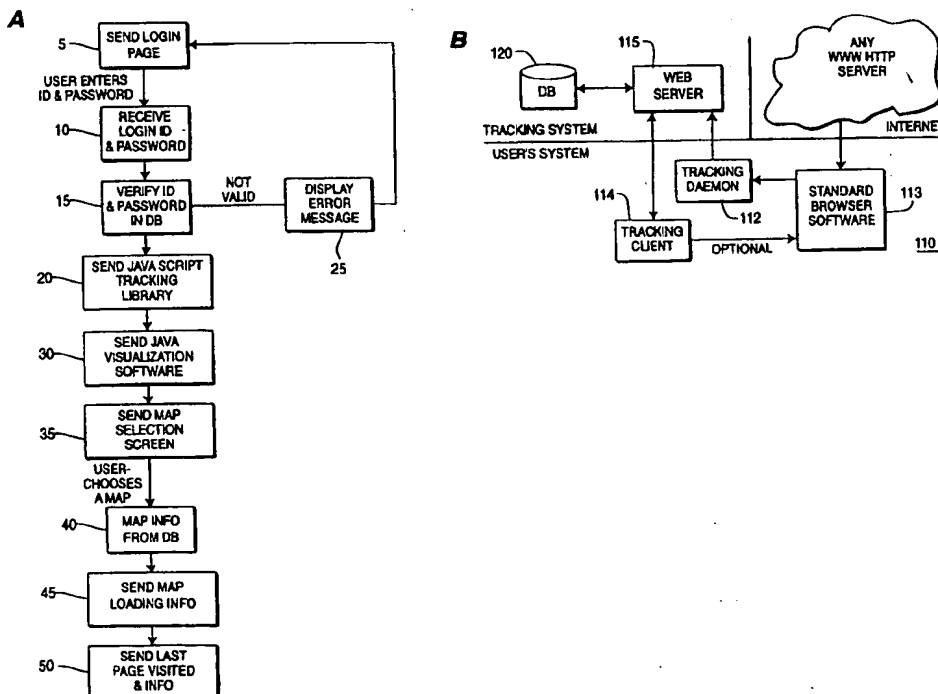 A
5
SEND LOGIN
PAGE
USER ENTERS
ID & PASSWORD
10
RECEIVE
LOGIN ID
& PASSWORD
15
VERIFY ID
& PASSWORD
IN DB
NOT
VALID
DISPLAY
ERROR
MESSAGE
25
20
SEND JAVA SCRIPT
TRACKING
LIBRARY
30
SEND JAVA
VISUALIZATION
SOFTWARE
35
SEND MAP
SELECTION
SCREEN
USER-
CHOOSES
A MAP
40
MAP INFO
FROM DB
45
SEND MAP
LOADING INFO
50
SEND LAST
PAGE VISITED
& INFO
B
120
DB
115
WEB
SERVER
ANY
WWW HTTP
SERVER
INTERNE
TRACKING SYSTEM
USER'S SYSTEM
TRACKING
DAEMON
112
114
TRACKING
CLIENT
OPTIONAL
STANDARD
BROWSER
SOFTWARE
113
110